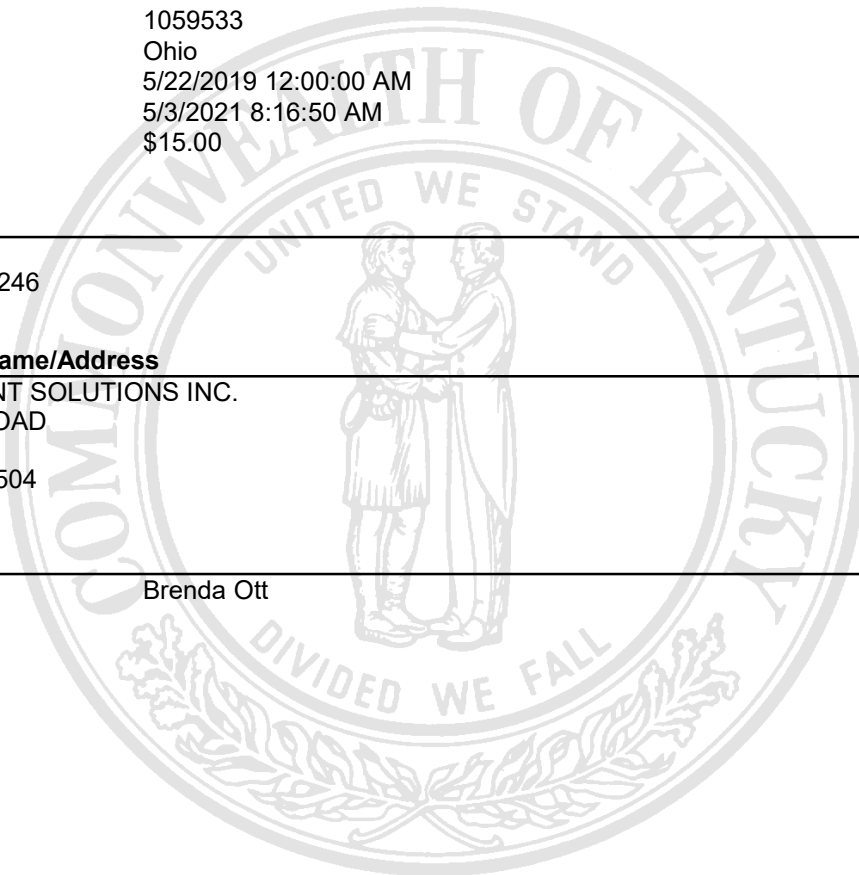 1059533
Ohio
5/22/2019 12:00:00 AM
5/3/2021 8:16:50 AM
$15.00
COMMONWEALTH OF KENTUCKY
UNITED WE STAND
246
ame/Address
NT SOLUTIONS INC.
OAD
504
Brenda Ott
DIVIDED WE FALL